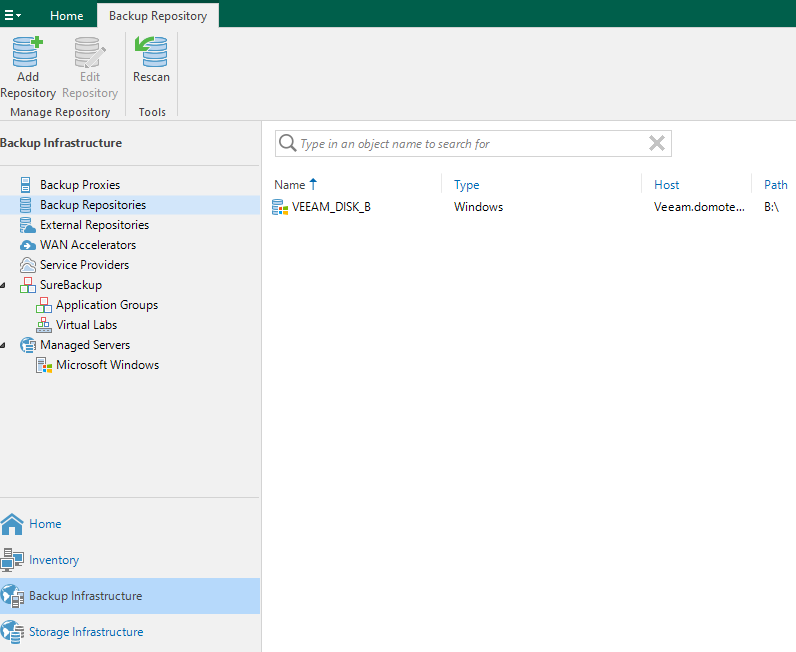 Home
Backup Repository
Add Repository
Edit Repository
Rescan
Manage Repository
Tools
Backup Infrastructure
Backup Proxies
Backup Repositories
External Repositories
WAN Accelerators
Service Providers
SureBackup
Application Groups
Virtual Labs
Managed Servers
Microsoft Windows
Home
Inventory
Backup Infrastructure
Storage Infrastructure
Type in an object name to search for
Name Type Host Path
VEEAM_DISK_B Windows Veeam.domote... B:\